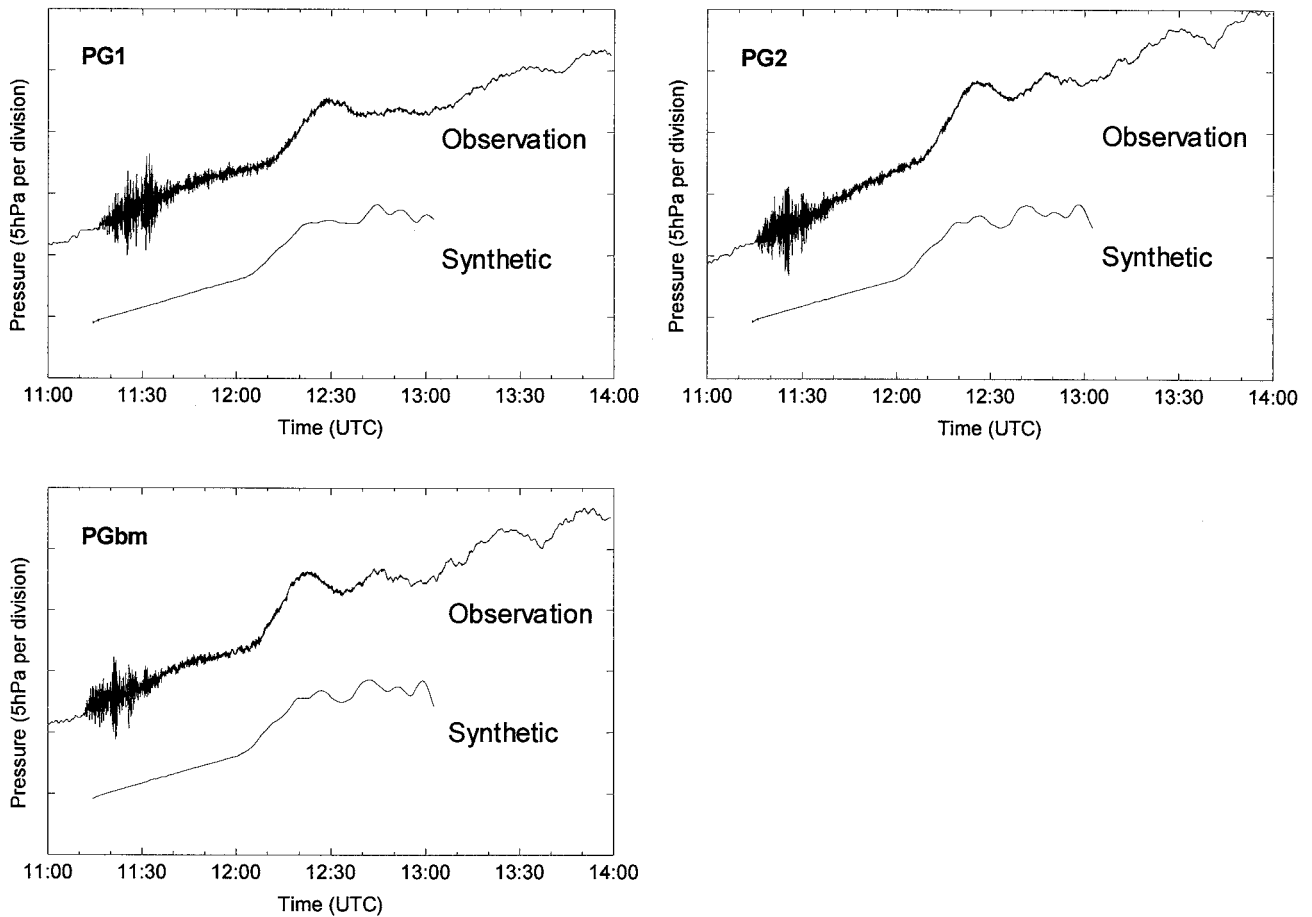 PG1
Pressure (5hPa per division)
Observation
Synthetic
11:00 11:30 12:00 12:30 13:00 13:30 14:00
Time (UTC)
PG2
Pressure (5hPa per division)
Observation
Synthetic
11:00 11:30 12:00 12:30 13:00 13:30 14:00
Time (UTC)
PGbm
Pressure (5hPa per division)
Observation
Synthetic
11:00 11:30 12:00 12:30 13:00 13:30 14:00
Time (UTC)